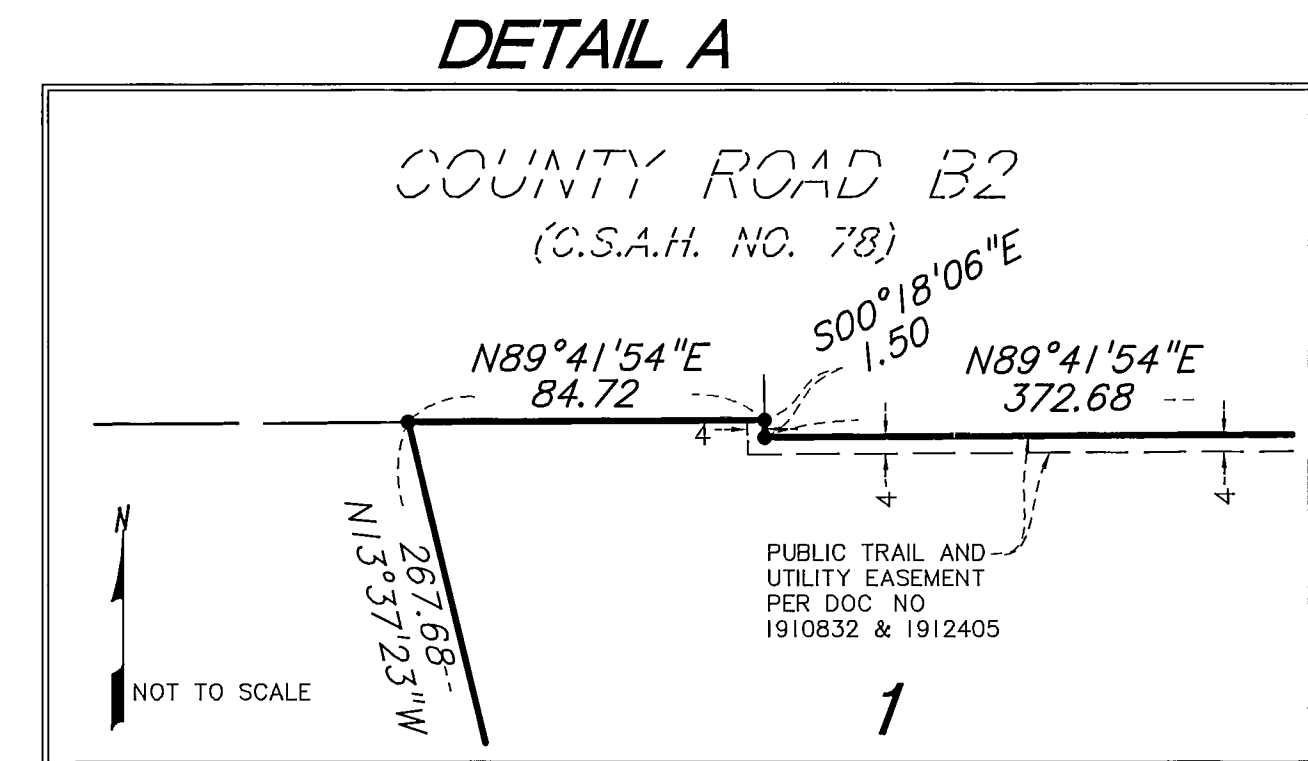 DETAIL A
COUNTY ROAD B2
(C.S.A.H. NO. 78)
S00°18'06"E
1.50
N89°41'54"E
84.72
N89°41'54"E
372.68
4
4
4
267.68
N13°37'23"W
N
NOT TO SCALE
PUBLIC TRAIL AND
UTILITY EASEMENT
PER DOC NO
1910832 & 1912405
1